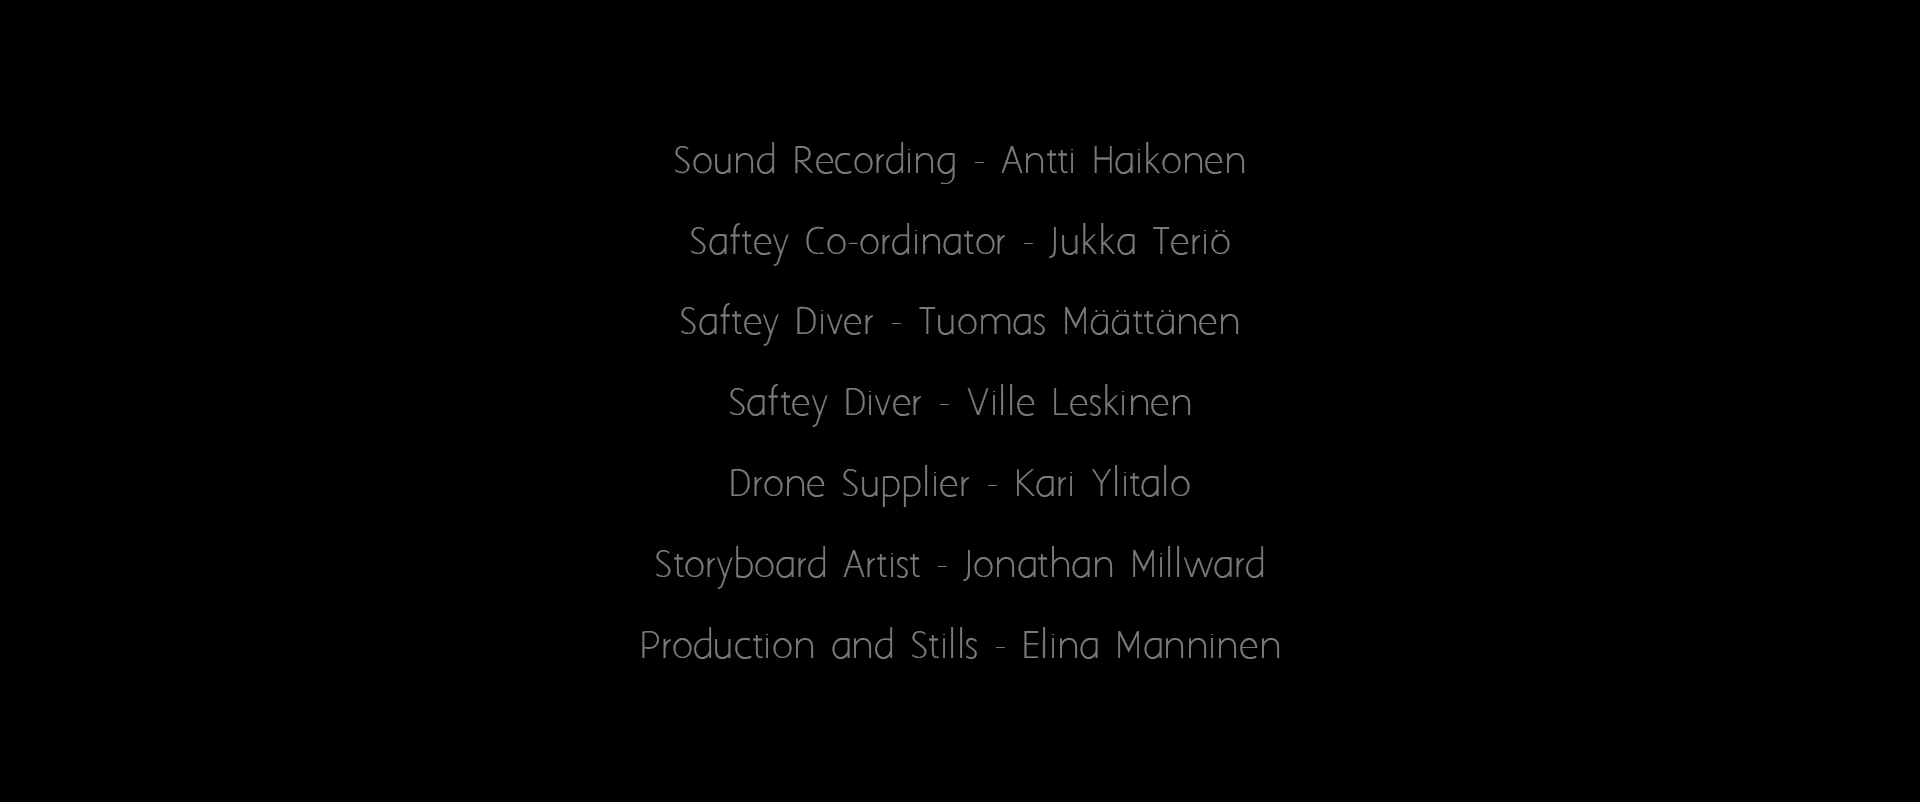 Sound Recording - Antti Haikonen
Saftey Co-ordinator - Jukka Teriö
Saftey Diver - Tuomas Määttänen
Saftey Diver - Ville Leskinen
Drone Supplier - Kari Ylitalo
Storyboard Artist - Jonathan Millward
Production and Stills - Elina Manninen